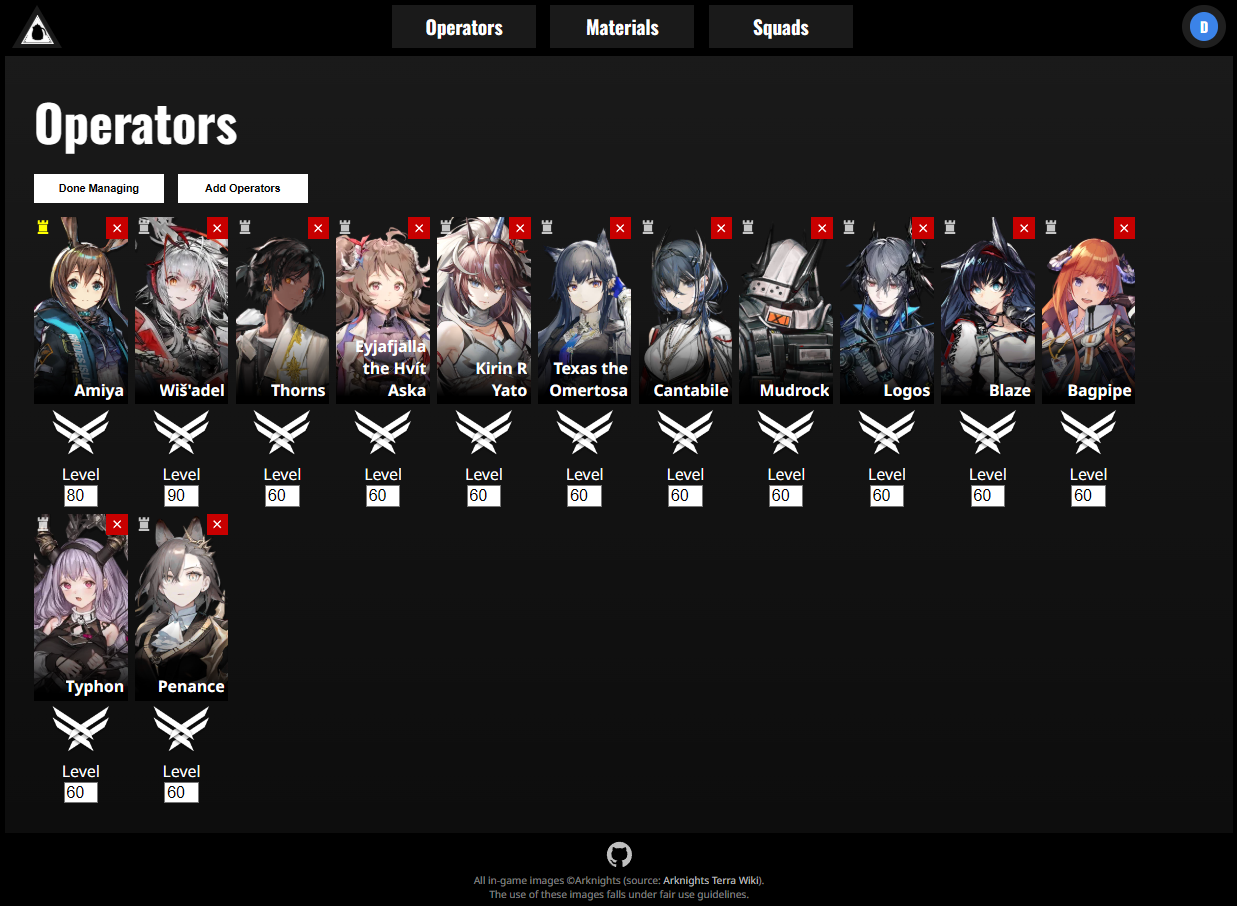 Operators Materials Squads
D
Operators
Done Managing Add Operators
Amiya
Wiš'adel
Thorns
Eyjafjalla
the Hvít
Aska
Kirin R
Yato
Texas the
Omertosa
Cantabile
Mudrock
Logos
Blaze
Bagpipe
Level Level Level Level Level Level Level Level Level Level Level
80 90 60 60 60 60 60 60 60 60 60
Typhon
Penance
Level Level
60 60
All in-game images ©Arknights (source: Arknights Terra Wiki).
The use of these images falls under fair use guidelines.